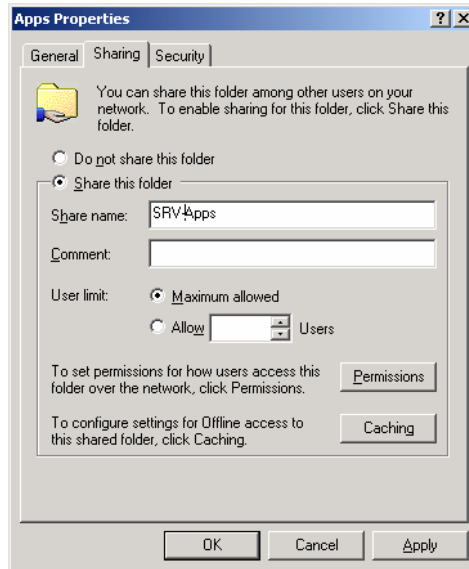 Apps Properties
General Sharing Security
You can share this folder among other users on your
network. To enable sharing for this folder, click Share this
folder.
Do not share this folder
Share this folder
Share name: SRV-Apps
Comment:
User limit: Maximum allowed
Allow Users
To set permissions for how users access this
folder over the network, click Permissions.
Permissions
To configure settings for Offline access to
this shared folder, click Caching.
Caching
OK Cancel Apply